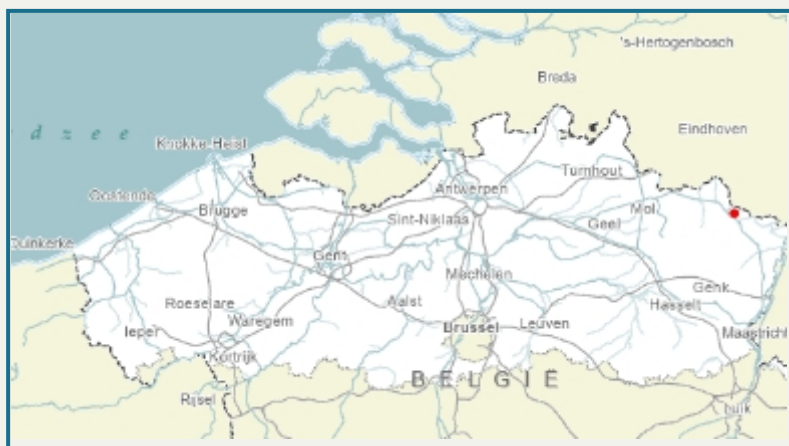 's-Hertogenbosch
Breda
Eindhoven
d z e e
Knokke-Heist
Turnhout
Antwerpen
Oostende
Brugge
Sint-Niklaas
Geel
Mol
Duinkerke
Gent
Mechelen
Genk
Roeselare
Aalst
Hasselt
Ieper
Waregem
Brussel
Leuven
Maastricht
Kortrijk
BELGIË
Rijsel
Luik